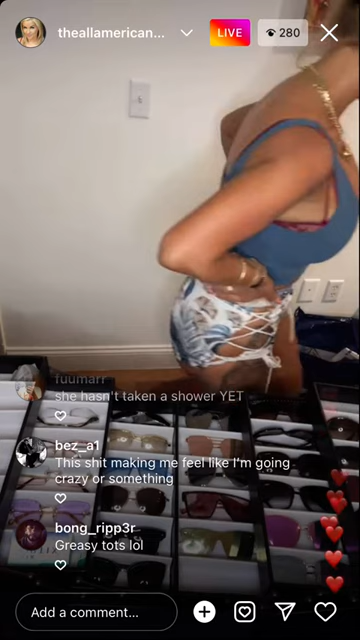 theallamerican...
LIVE
280
fuumarr
she hasn't taken a shower YET
bez_a1
This shit making me feel like I'm going
crazy or something
bong_ripp3r
Greasy tots lol
Add a comment...